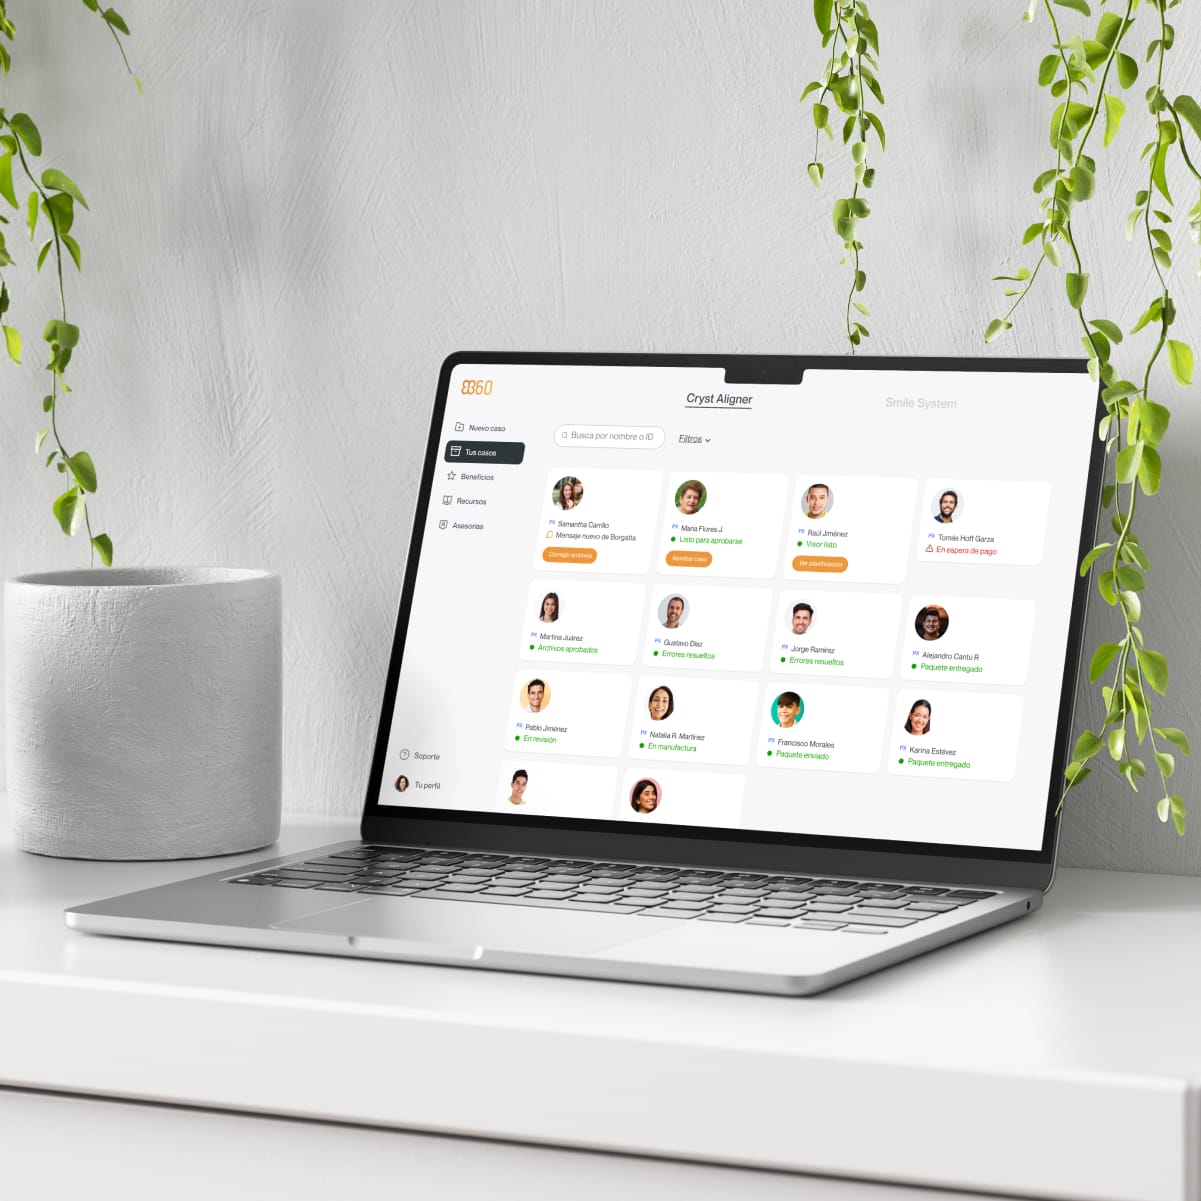 B360
Cryst Aligner
Smile System
Nuevo caso
Tus casos
Beneficios
Recursos
Asesorías
Soporte
Tu perfil
Busca por nombre o ID
Filtros
PX Samantha Carrillo
Mensaje nuevo de Borgatta
Corregir archivos
PX Maria Flores J.
Listo para aprobarse
Aprobar caso
PX Raúl Jiménez
Visor listo
Ver planificación
PX Tomás Hoff Garza
En espera de pago
PX Martina Juárez
Archivos aprobados
PX Gustavo Díaz
Errores resueltos
PX Jorge Ramírez
Errores resueltos
PX Alejandro Cantú R
Paquete entregado
PX Pablo Jiménez
En revisión
PX Natalia R. Martínez
En manufactura
PX Francisco Morales
Paquete enviado
PX Karina Estévez
Paquete entregado